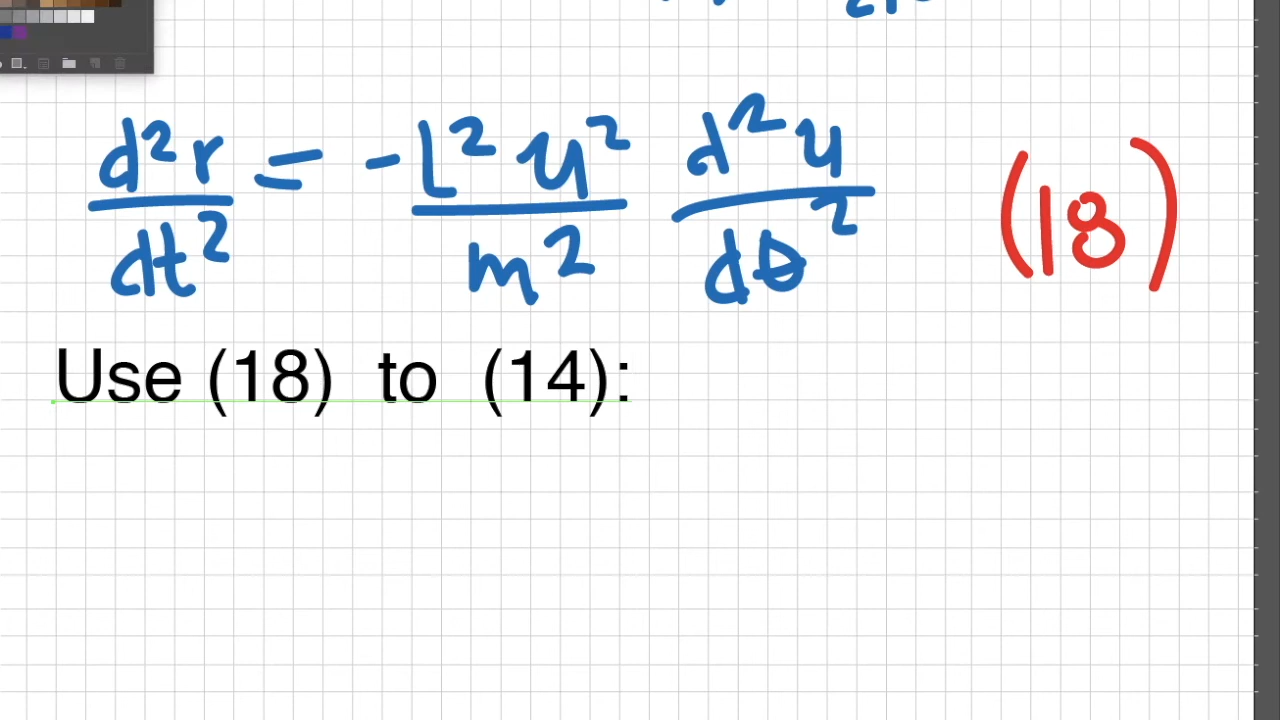 d²r/dt² = - L²u²/m² d²u/dθ² (18)
Use (18) to (14):